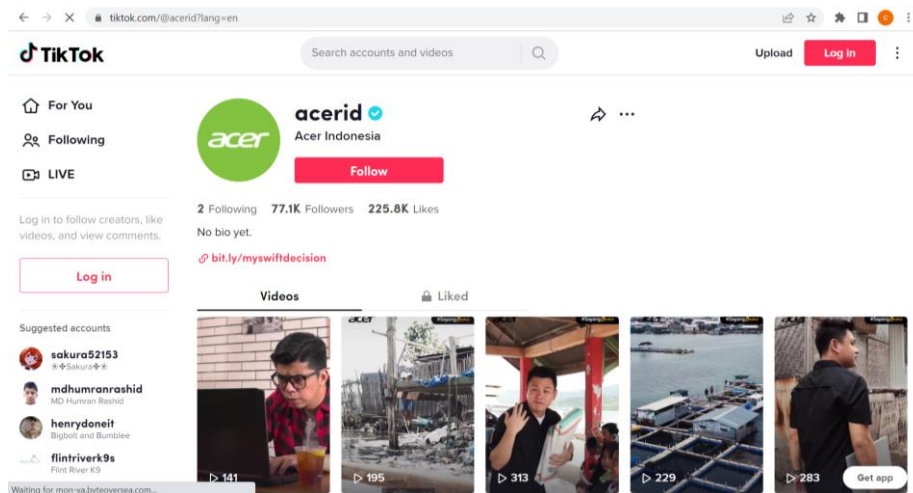 tiktok.com/@acerid?lang=en
TikTok
Search accounts and videos
Upload
Log in
For You
Following
LIVE
Log in to follow creators, like
videos, and view comments.
Log in
Suggested accounts
sakura52153
Sakura
mdhumranrashid
MD Humran Rashid
henrydoneit
Bigbolt and Bumblee
flintriverk9s
Flint River K9
Waiting for mon-va.byteoversea.com...
acer
acerid
Acer Indonesia
Follow
2 Following 77.1K Followers 225.8K Likes
No bio yet.
bit.ly/myswiftdecision
Videos
Liked
141
195
313
229
283
Get app